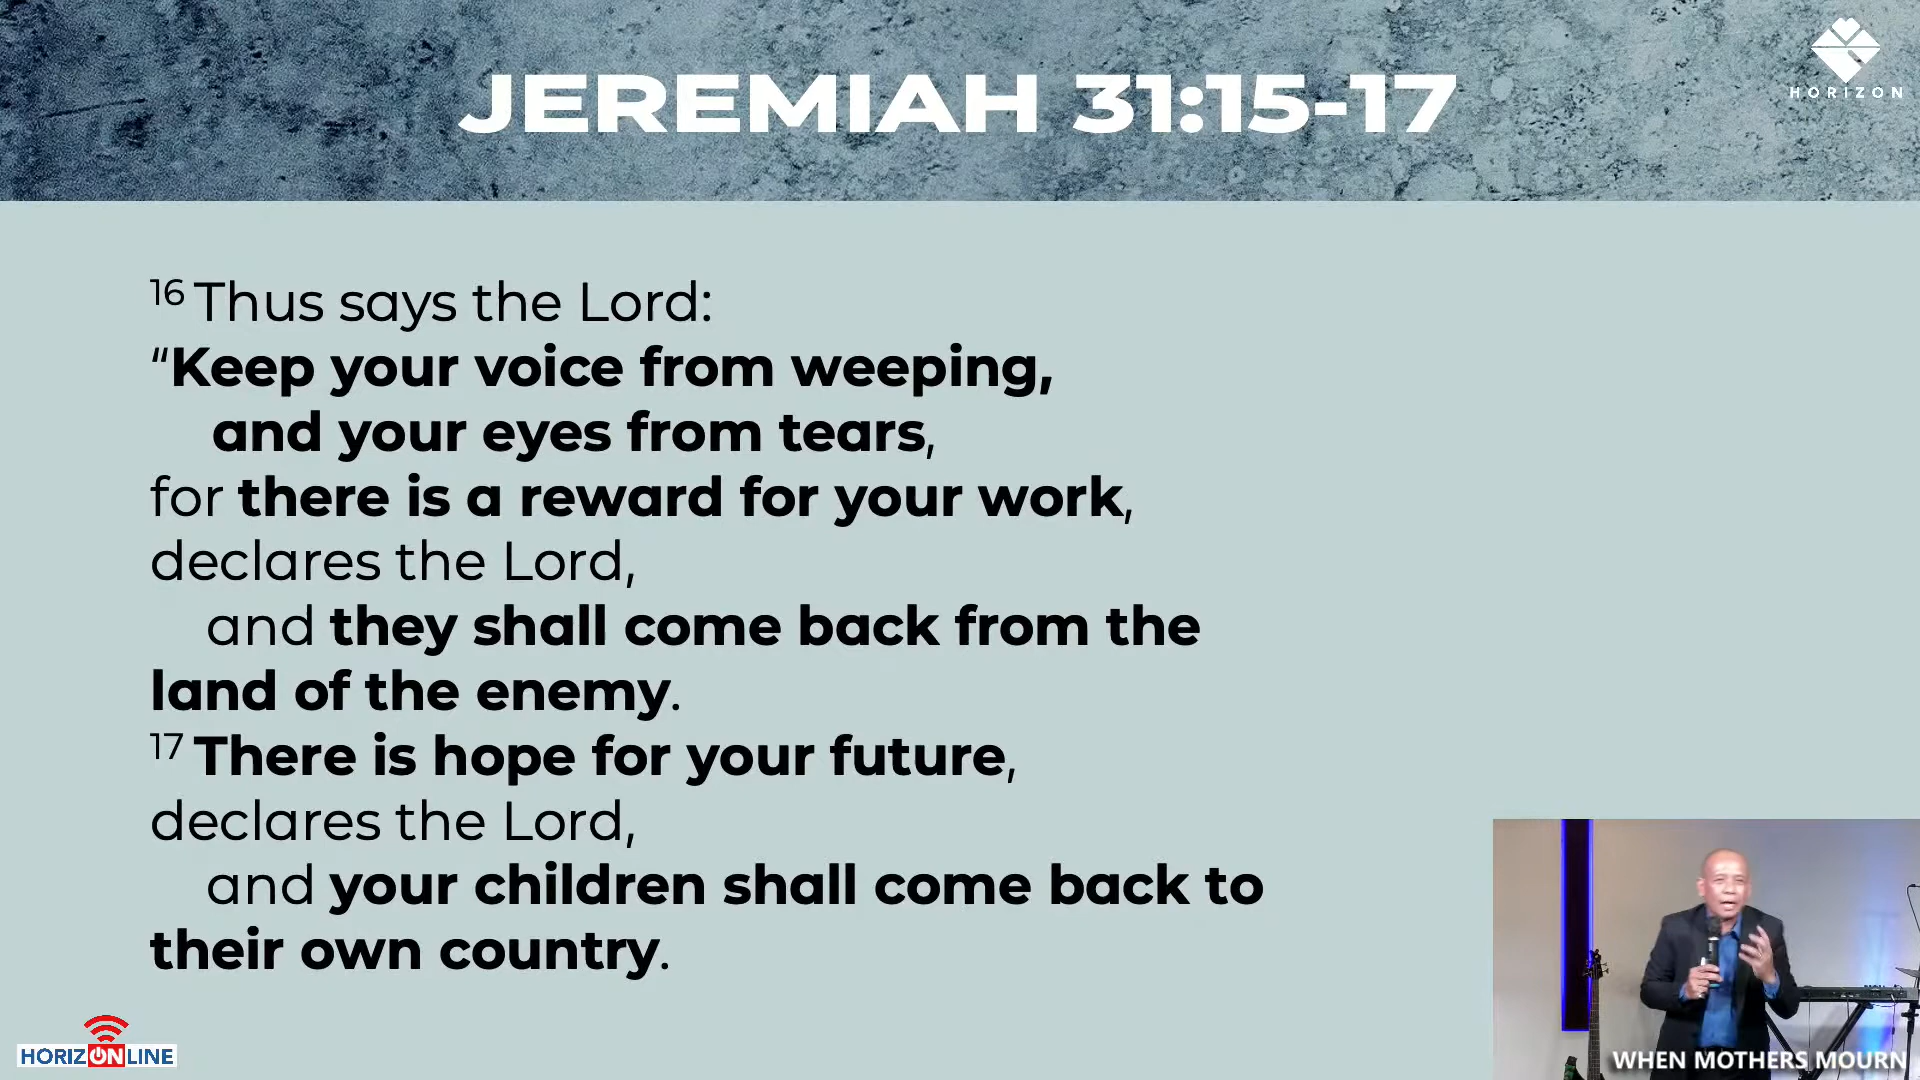 JEREMIAH 31:15-17
HORIZON
16 Thus says the Lord:
“Keep your voice from weeping,
and your eyes from tears,
for there is a reward for your work,
declares the Lord,
and they shall come back from the
land of the enemy.
17 There is hope for your future,
declares the Lord,
and your children shall come back to
their own country.
HORIZONLINE
WHEN MOTHERS MOURN